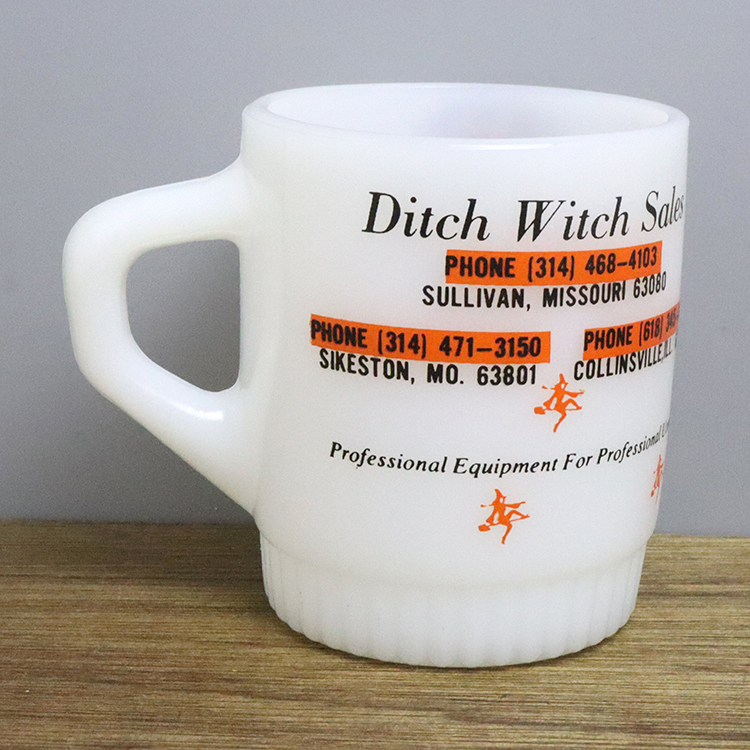 Ditch Witch Sales
PHONE (314) 468-4103
SULLIVAN, MISSOURI 63080
PHONE (314) 471-3150
SIKESTON, MO. 63801
PHONE (618)
COLLINSVILLE, ILL.
Professional Equipment For Professional